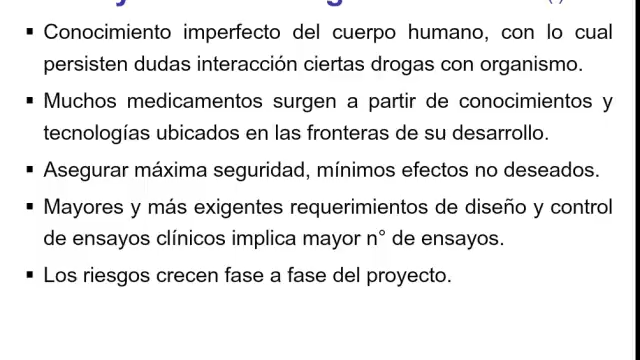 ▪ Conocimiento imperfecto del cuerpo humano, con lo cual
persisten dudas interacción ciertas drogas con organismo.
▪ Muchos medicamentos surgen a partir de conocimientos y
tecnologías ubicados en las fronteras de su desarrollo.
▪ Asegurar máxima seguridad, mínimos efectos no deseados.
▪ Mayores y más exigentes requerimientos de diseño y control
de ensayos clínicos implica mayor n° de ensayos.
▪ Los riesgos crecen fase a fase del proyecto.